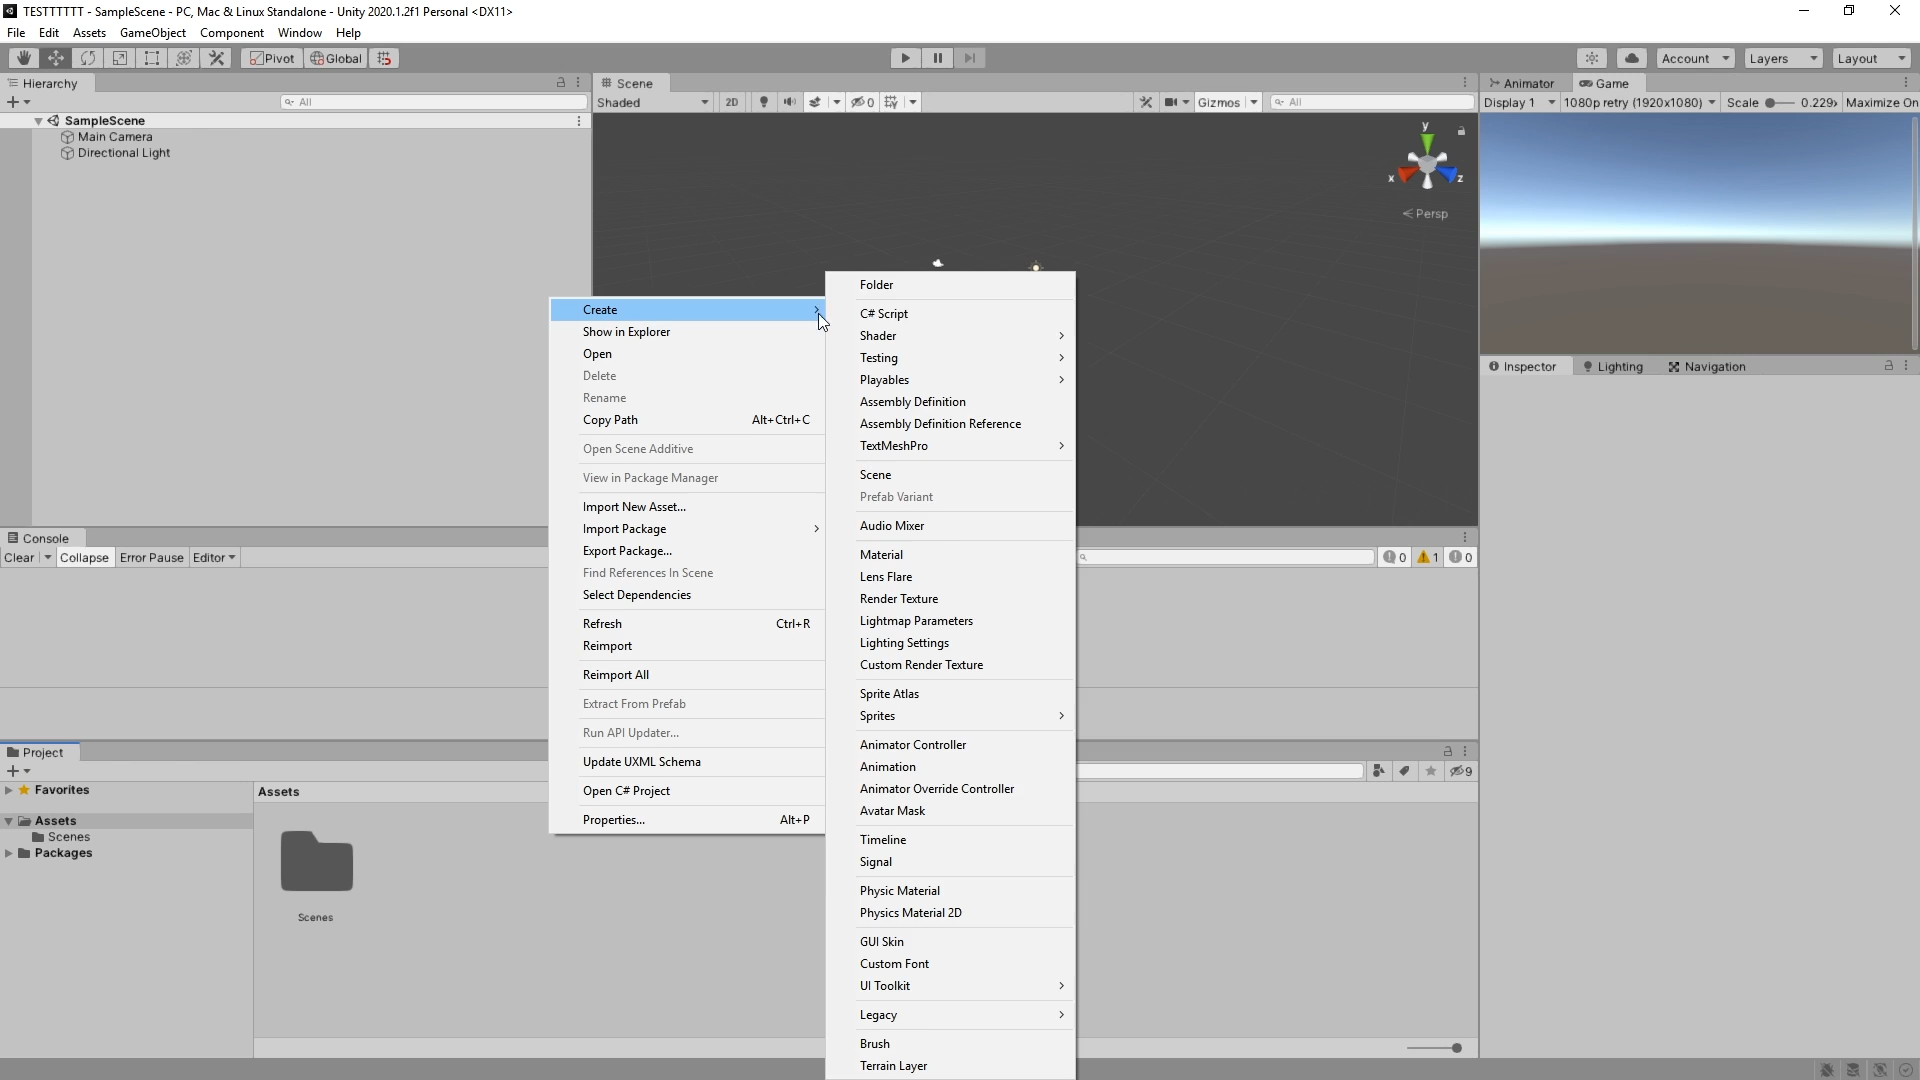 TESTTTTTT - SampleScene - PC, Mac & Linux Standalone - Unity 2020.1.2f1 Personal <DX11>
File Edit Assets GameObject Component Window Help
Pivot Global Account Layers Layout
Hierarchy
All
SampleScene
Main Camera
Directional Light
Scene
Shaded 2D 0 Gizmos All
y
x z
Persp
Animator Game
Display 1 1080p retry (1920x1080) Scale 0.229x Maximize On
Inspector Lighting Navigation
Console
Clear Collapse Error Pause Editor
0 1 0
Project
9
Favorites
Assets
Scenes
Packages
Assets
Scenes
Create
Show in Explorer
Open
Delete
Rename
Copy Path Alt+Ctrl+C
Open Scene Additive
View in Package Manager
Import New Asset...
Import Package
Export Package...
Find References In Scene
Select Dependencies
Refresh Ctrl+R
Reimport
Reimport All
Extract From Prefab
Run API Updater...
Update UXML Schema
Open C# Project
Properties... Alt+P
Folder
C# Script
Shader
Testing
Playables
Assembly Definition
Assembly Definition Reference
TextMeshPro
Scene
Prefab Variant
Audio Mixer
Material
Lens Flare
Render Texture
Lightmap Parameters
Lighting Settings
Custom Render Texture
Sprite Atlas
Sprites
Animator Controller
Animation
Animator Override Controller
Avatar Mask
Timeline
Signal
Physic Material
Physics Material 2D
GUI Skin
Custom Font
UI Toolkit
Legacy
Brush
Terrain Layer